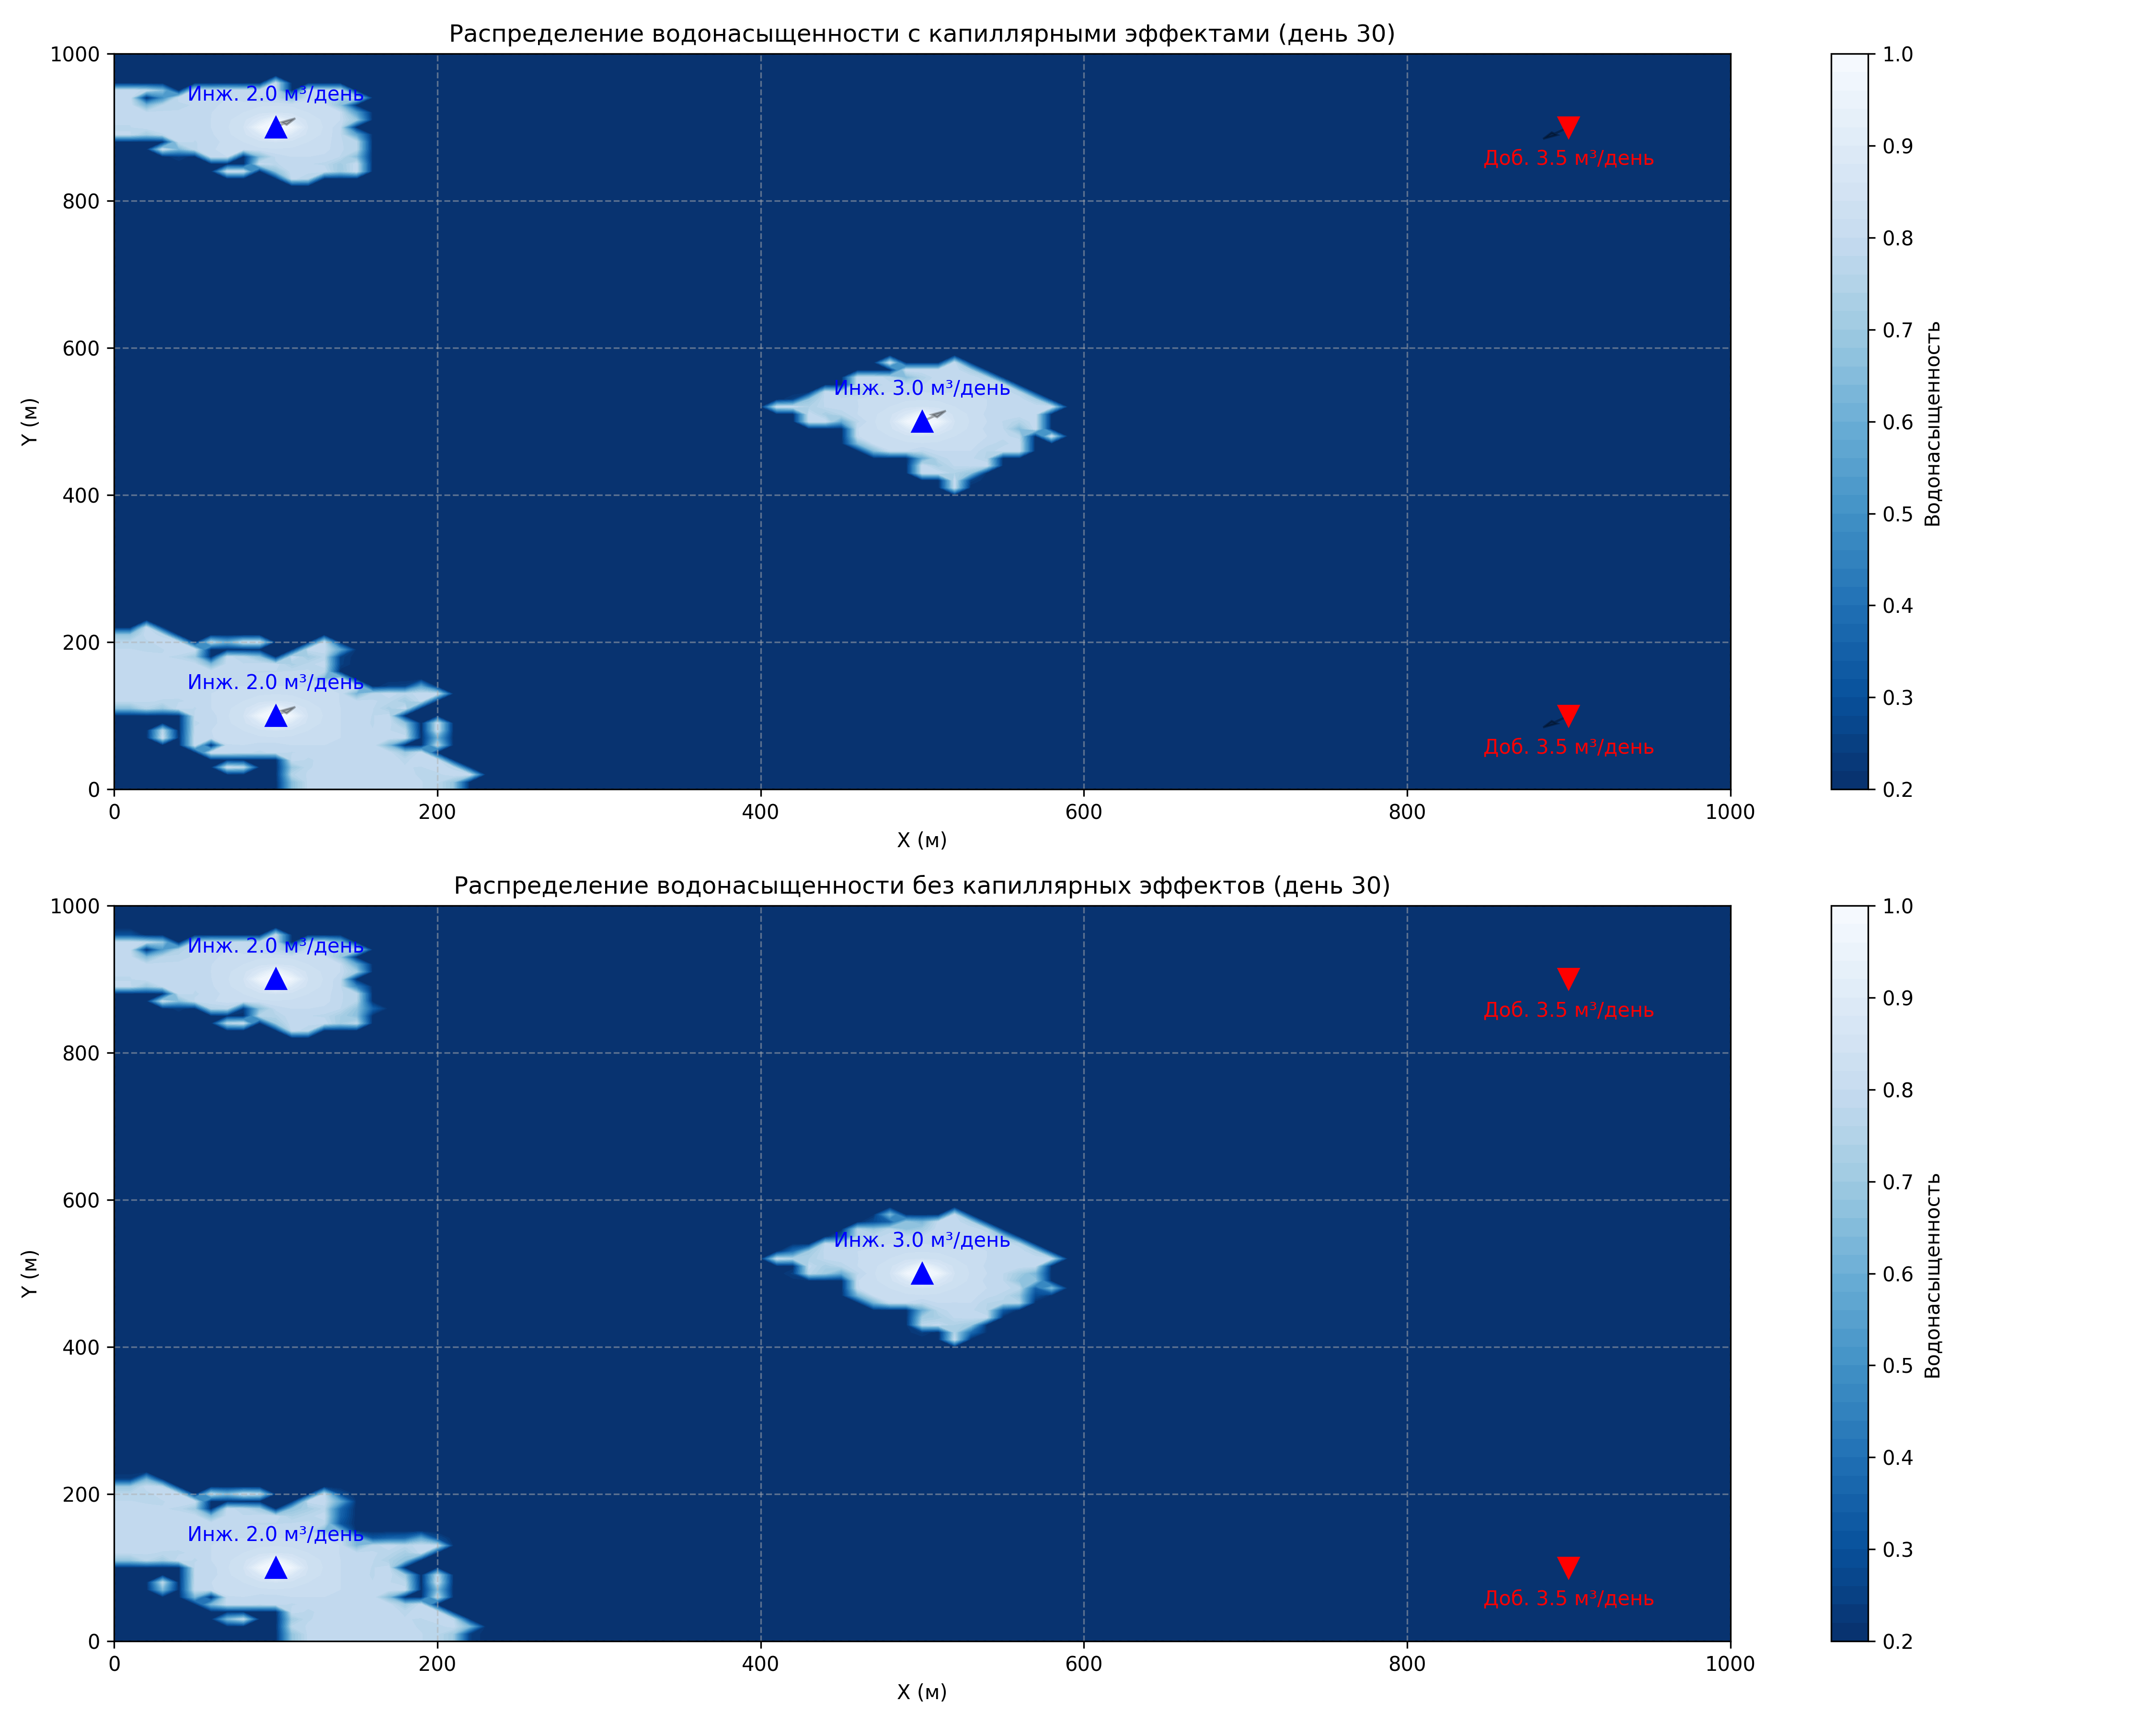 Распределение водонасыщенности с капиллярными эффектами (день 30)
1000
800
600
400
200
0
Y (м)
Инж. 2.0 м³/день
Доб. 3.5 м³/день
Инж. 3.0 м³/день
Инж. 2.0 м³/день
Доб. 3.5 м³/день
0 200 400 600 800 1000
X (м)
1.0
0.9
0.8
0.7
0.6
0.5
0.4
0.3
0.2
Водонасыщенность
Распределение водонасыщенности без капиллярных эффектов (день 30)
1000
800
600
400
200
0
Y (м)
Инж. 2.0 м³/день
Доб. 3.5 м³/день
Инж. 3.0 м³/день
Инж. 2.0 м³/день
Доб. 3.5 м³/день
0 200 400 600 800 1000
X (м)
1.0
0.9
0.8
0.7
0.6
0.5
0.4
0.3
0.2
Водонасыщенность